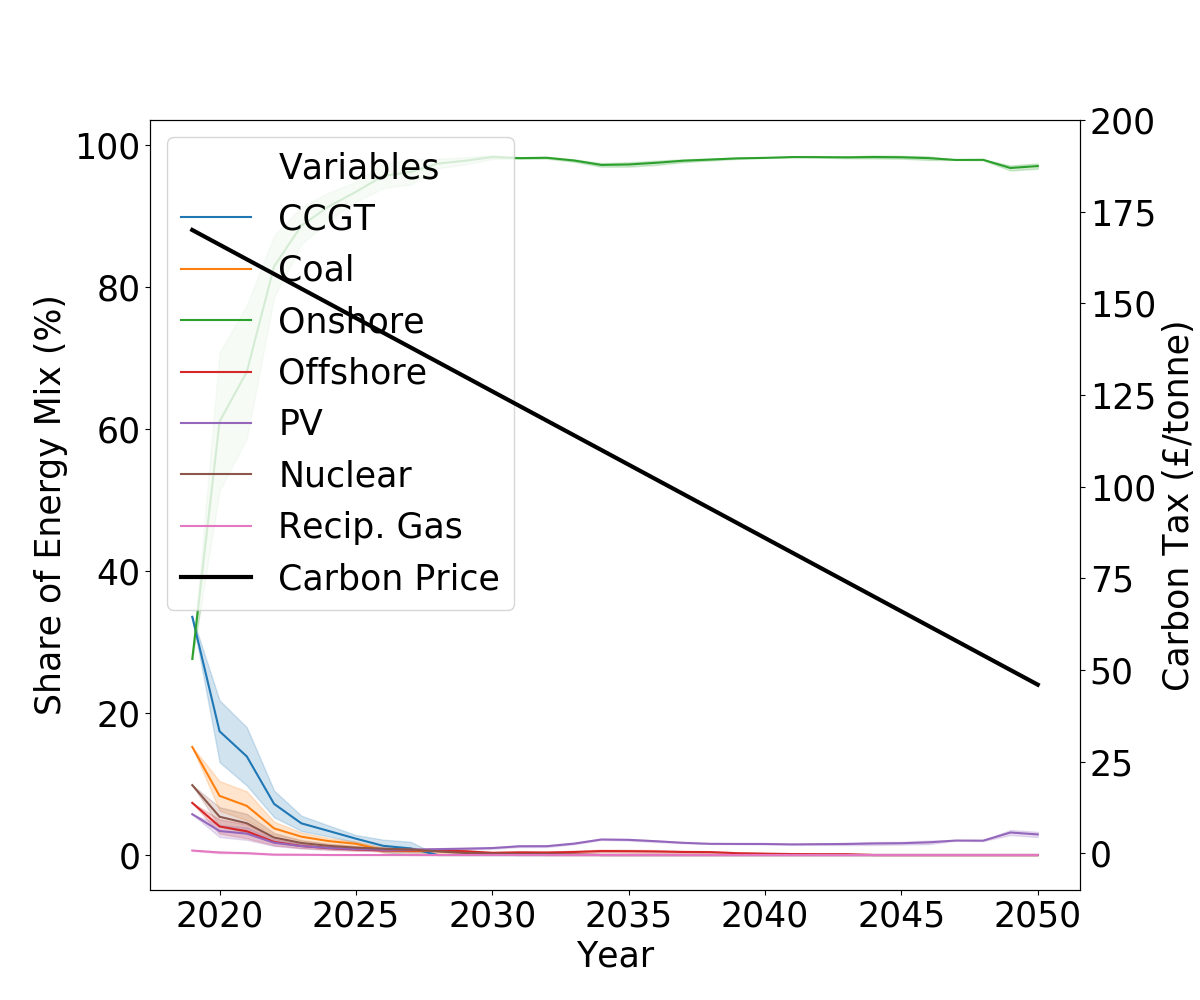 Share of Energy Mix (%)
100
80
60
40
20
0
Variables
CCGT
Coal
Onshore
Offshore
PV
Nuclear
Recip. Gas
Carbon Price
200
175
150
125
100
75
50
25
0
Carbon Tax (£/tonne)
2020 2025 2030 2035 2040 2045 2050
Year